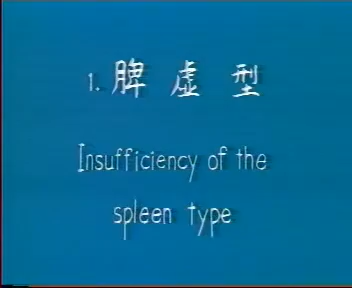 1. 脾虚型
Insufficiency of the
spleen type